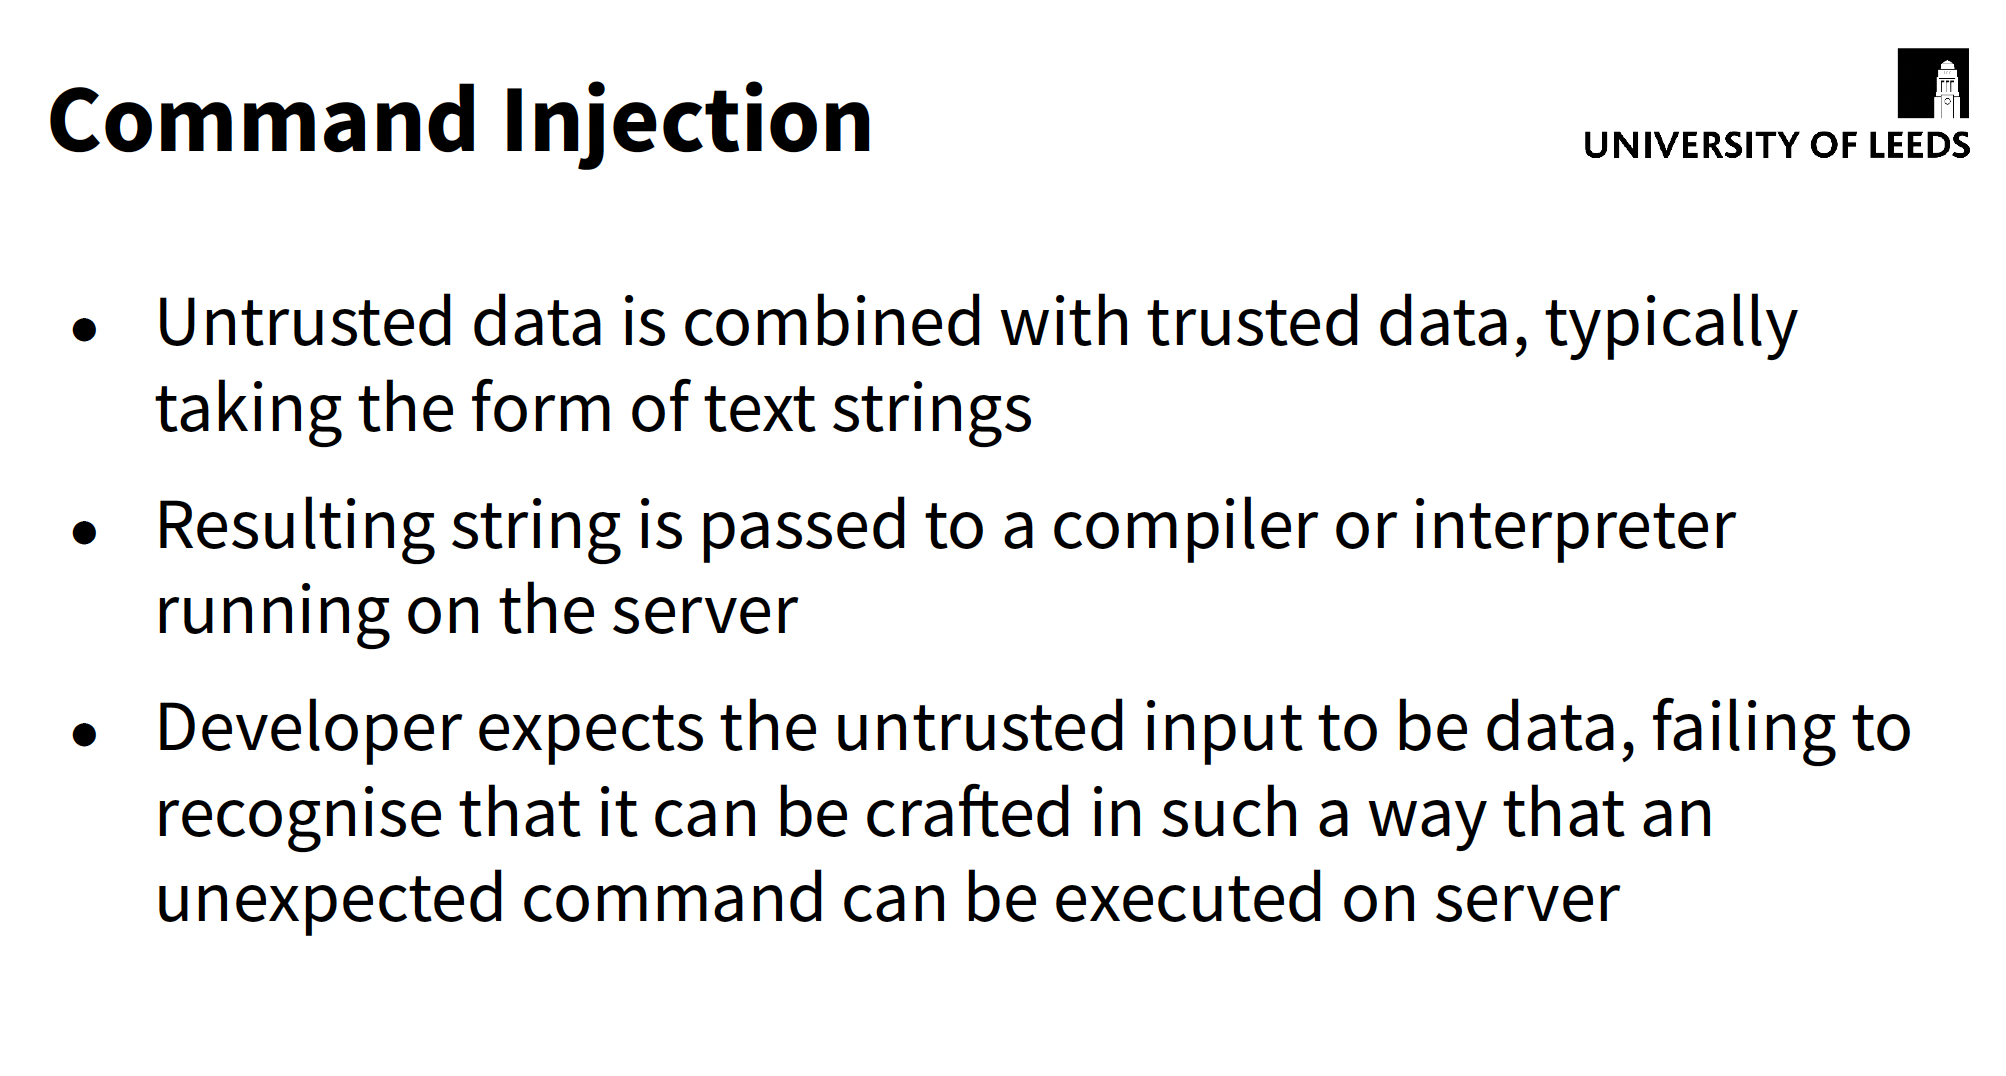 Command Injection
UNIVERSITY OF LEEDS
● Untrusted data is combined with trusted data, typically
taking the form of text strings
● Resulting string is passed to a compiler or interpreter
running on the server
● Developer expects the untrusted input to be data, failing to
recognise that it can be crafted in such a way that an
unexpected command can be executed on server